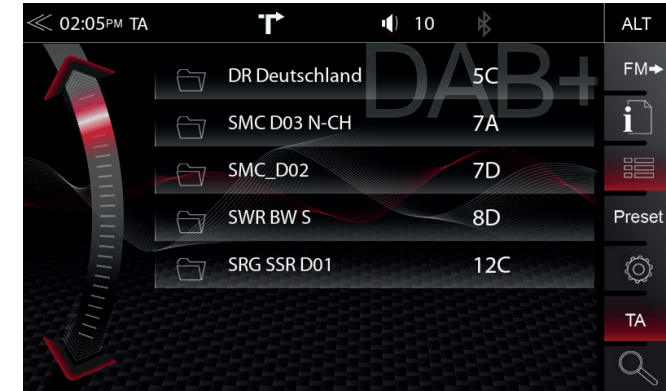 02:05PM TA 10 ALT
DAB+
DR Deutschland 5C
SMC D03 N-CH 7A
SMC_D02 7D
SWR BW S 8D
SRG SSR D01 12C
FM
i
Preset
TA